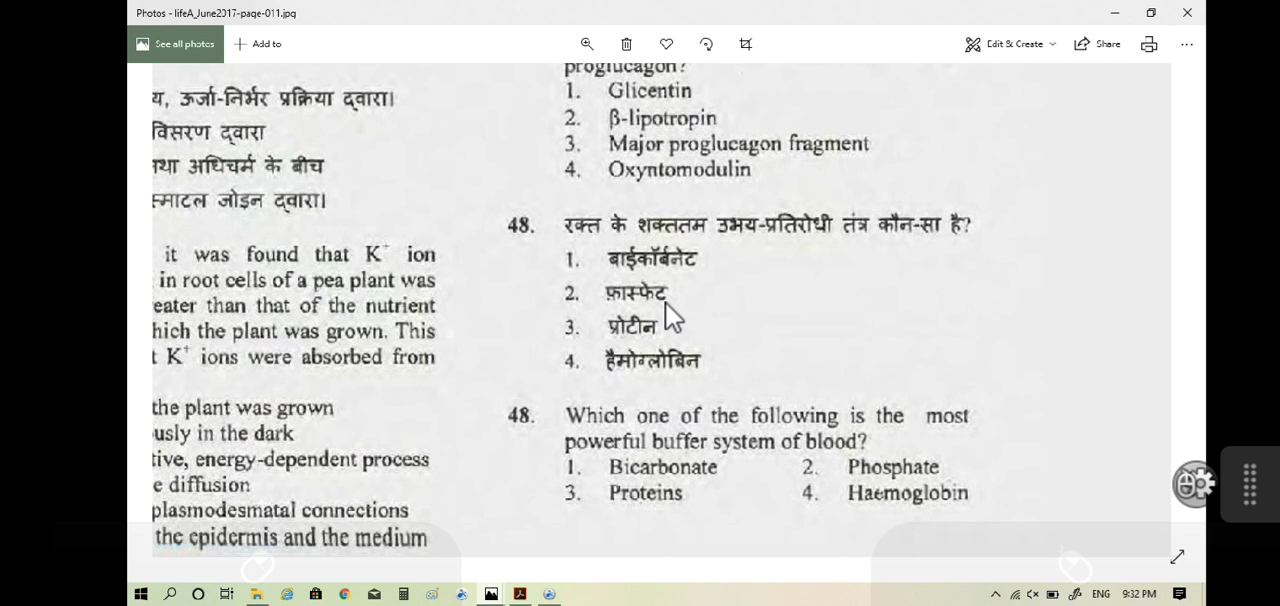 Photos - lifeA_June2017-page-011.jpg
See all photos
Add to
Edit & Create
Share
य, ऊर्जा-निर्भर प्रक्रिया द्वारा।
विसरण द्वारा
तथा अधिचर्म के बीच
स्माटल जोड़न द्वारा।
it was found that K⁺ ion
in root cells of a pea plant was
eater than that of the nutrient
hich the plant was grown. This
t K⁺ ions were absorbed from
the plant was grown
usly in the dark
tive, energy-dependent process
e diffusion
plasmodesmatal connections
the epidermis and the medium
proglucagon?
1. Glicentin
2. β-lipotropin
3. Major proglucagon fragment
4. Oxyntomodulin
48. रक्त के शक्ततम उभय-प्रतिरोधी तंत्र कौन-सा है?
1. बाईकॉर्बनेट
2. फ़ास्फेट
3. प्रोटीन
4. हैमोग्लोबिन
48. Which one of the following is the most
powerful buffer system of blood?
1. Bicarbonate 2. Phosphate
3. Proteins 4. Haemoglobin
ENG 9:32 PM